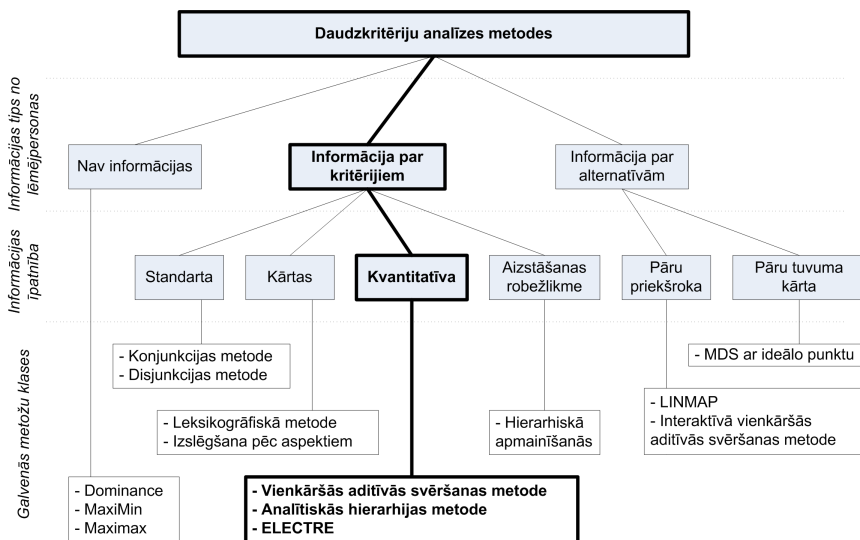 Daudzkritēriju analīzes metodes
Informācijas tips no
lēmējpersonas
Nav informācijas
Informācija par
kritērijiem
Informācija par
alternatīvām
Informācijas
īpatnība
Standarta
Kārtas
Kvantitatīva
Aizstāšanas
robežlikme
Pāru
priekšroka
Pāru tuvuma
kārta
Galvenās metožu klases
- Konjunkcijas metode
- Disjunkcijas metode
- MDS ar ideālo punktu
- Leksikogrāfiskā metode
- Izslēgšana pēc aspektiem
- Hierarhiskā
apmainīšanās
- LINMAP
- Interaktīvā vienkāršās
aditīvās svēršanas metode
- Dominance
- MaxiMin
- Maximax
- Vienkāršās aditīvās svēršanas metode
- Analītiskās hierarhijas metode
- ELECTRE